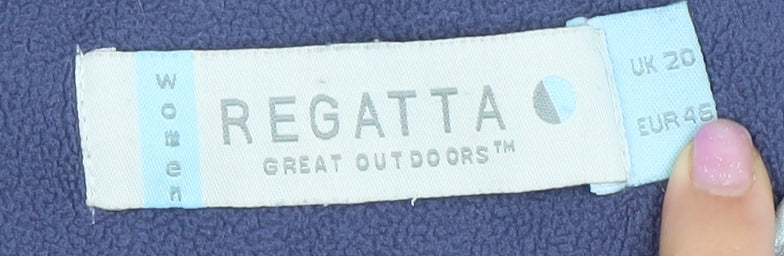 Women
REGATTA
GREAT OUTDOORS™
UK 20
EUR 46